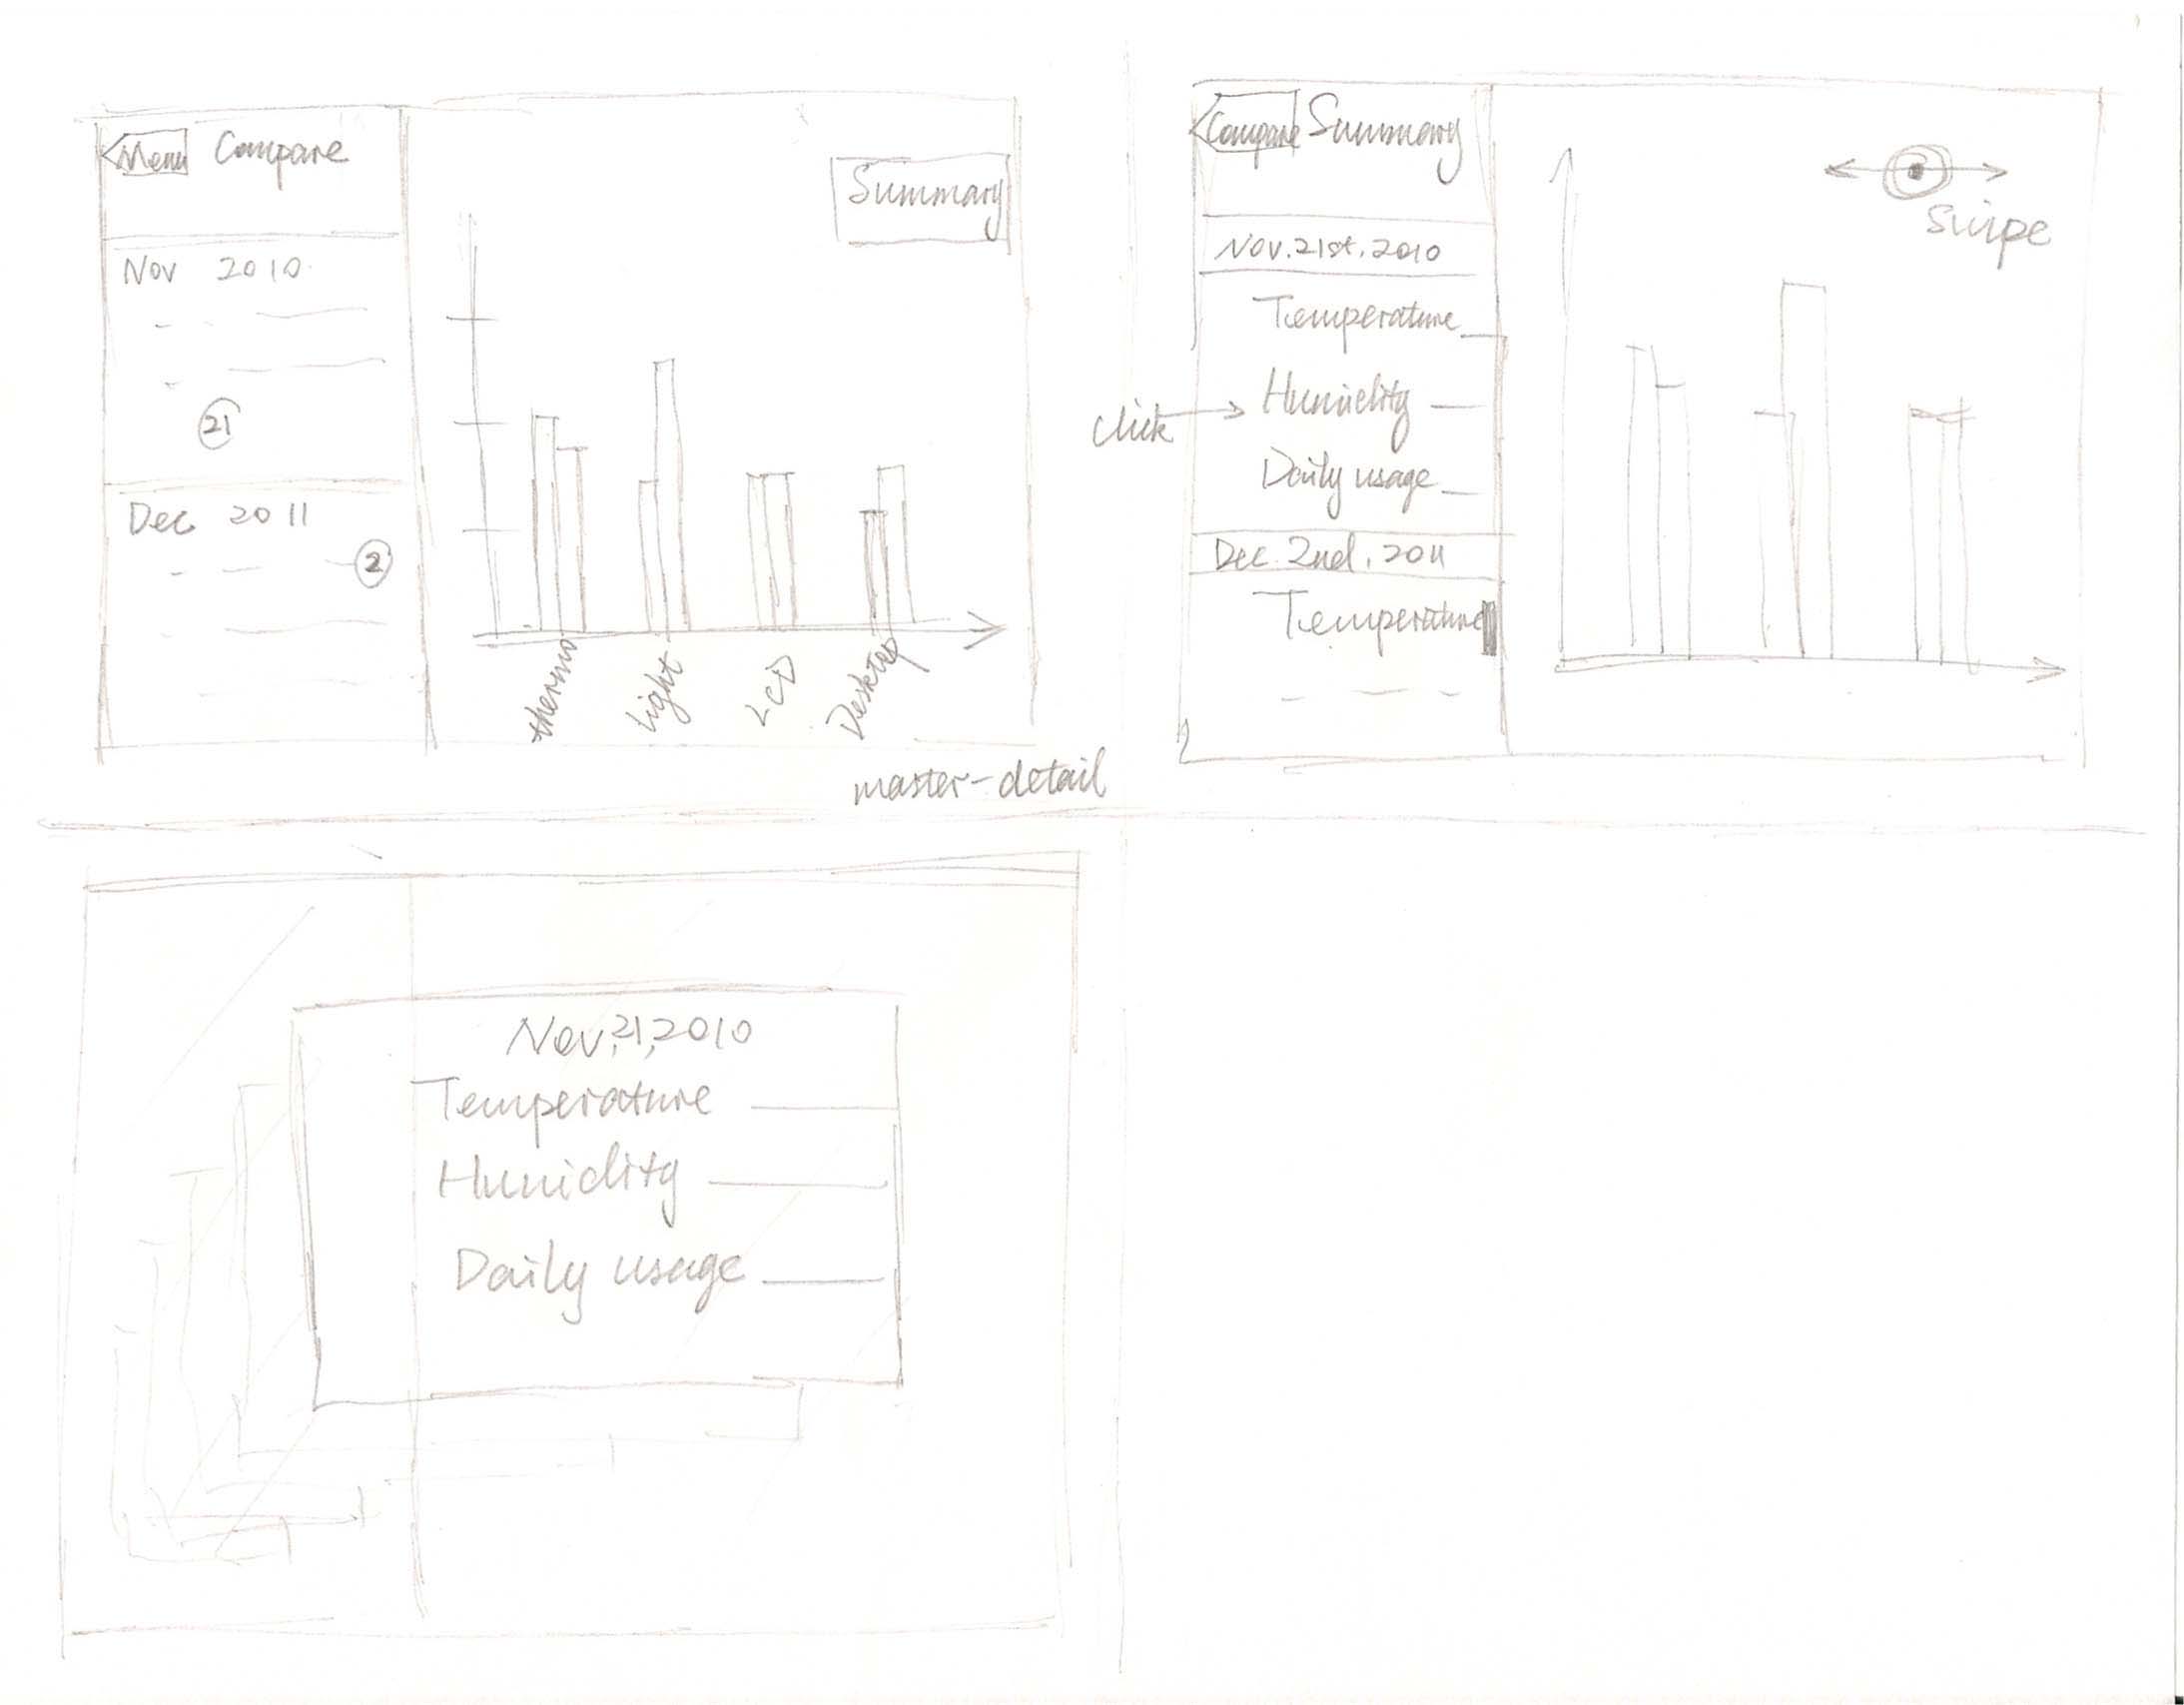 Menu Compare
Summary
Nov 2010
21
Dec 2011
2
thermo
Light
LCD
Desktop
master-detail
Compare Summary
swipe
Nov. 21st. 2010
Temperature
click
Humidity
Daily usage
Dec. 2nd. 2011
Temperature
Nov, 21, 2010
Temperature
Humidity
Daily usage